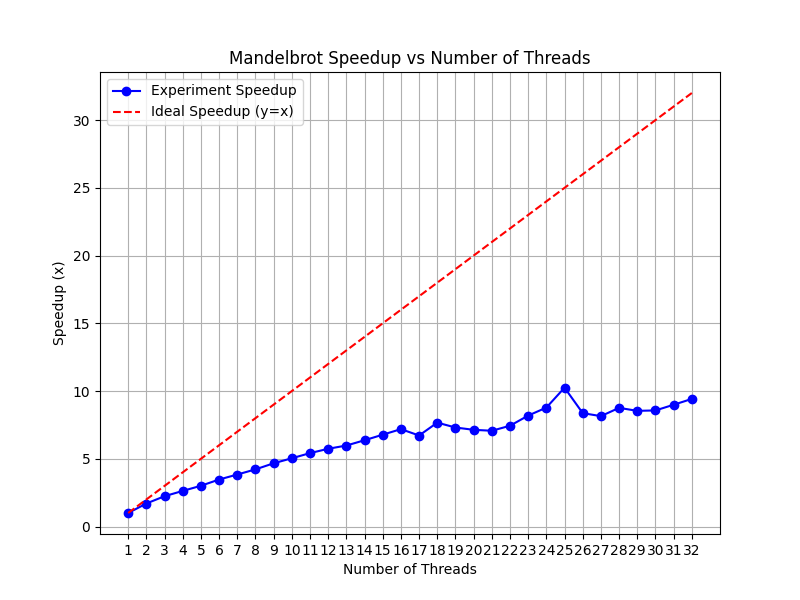 Mandelbrot Speedup vs Number of Threads
Experiment Speedup
Ideal Speedup (y=x)
Speedup (x)
30
25
20
15
10
5
0
1 2 3 4 5 6 7 8 9 10 11 12 13 14 15 16 17 18 19 20 21 22 23 24 25 26 27 28 29 30 31 32
Number of Threads